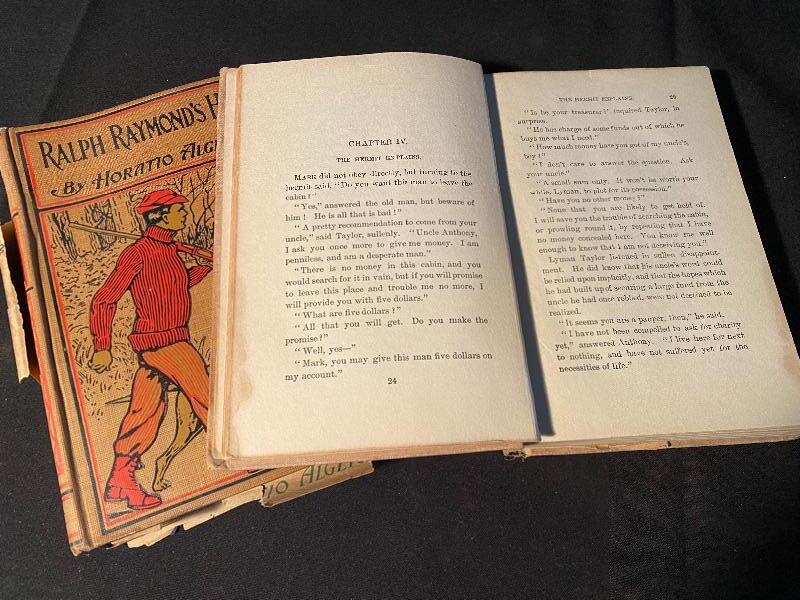 RALPH RAYMOND'S H
BY HORATIO ALGE
IO ALGE
CHAPTER IV.
THE HERMIT EXPLAINS.
MARK did not obey directly, but turning to the
hermit said, "Do you want this man to leave the
cabin?"
"Yes," answered the old man, but beware of
him! He is all that is bad!"
"A pretty recommendation to come from your
uncle," said Taylor, sullenly. "Uncle Anthony,
I ask you once more to give me money. I am
penniless, and am a desperate man."
"There is no money in this cabin, and you
would search for it in vain, but if you will promise
to leave this place and trouble me no more, I
will provide you with five dollars."
"What are five dollars?"
"All that you will get. Do you make the
promise?"
"Well, yes—"
"Mark, you may give this man five dollars on
my account."
24
THE HERMIT EXPLAINS. 25
"Is he your treasurer?" inquired Taylor, in
surprise.
"He has charge of some funds out of which he
buys me what I need."
"How much money have you got of my uncle's,
boy?"
"I don't care to answer the question. Ask
your uncle."
"A small sum only. It won't be worth your
while, Lyman, to plot for its possession."
"Have you no other money?"
"None that you are likely to get hold of.
I will save you the trouble of searching the cabin,
or prowling round it, by repeating that I have
no money concealed here. You know me well
enough to know that I am not deceiving you."
Lyman Taylor listened in sullen disappoint-
ment. He did know that his uncle's word could
be relied upon implicitly, and that the hopes which
he had built up of securing a large fund from the
uncle he had once robbed, were not destined to be
realized.
"It seems you are a pauper, then," he said.
"I have not been compelled to ask for charity
yet," answered Anthony. "I live here for next
to nothing, and have not suffered yet for the
necessities of life."